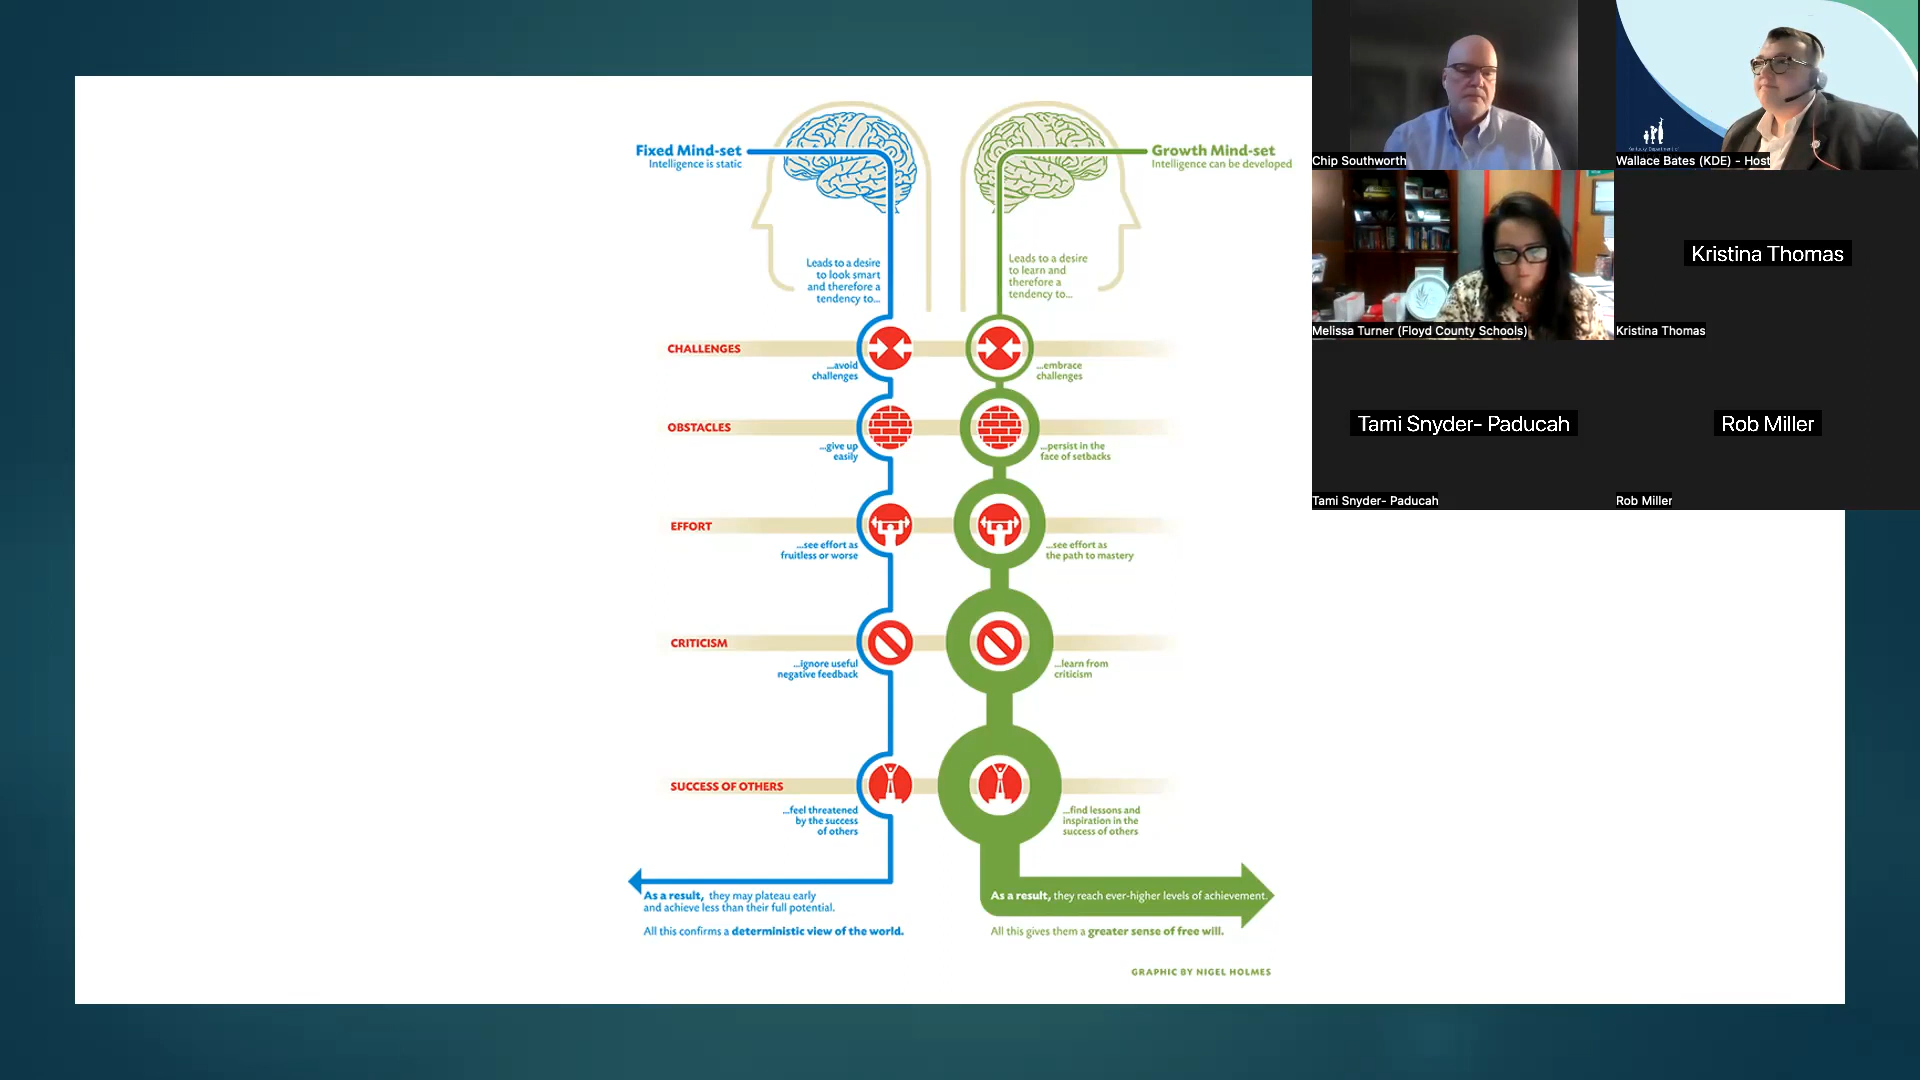 Fixed Mind-set
Intelligence is static
Growth Mind-set
Intelligence can be developed
Leads to a desire
to look smart
and therefore a
tendency to...
Leads to a desire
to learn and
therefore a
tendency to...
CHALLENGES
...avoid
challenges
...embrace
challenges
OBSTACLES
...give up
easily
...persist in the
face of setbacks
EFFORT
...see effort as
fruitless or worse
...see effort as
the path to mastery
CRITICISM
...ignore useful
negative feedback
...learn from
criticism
SUCCESS OF OTHERS
...feel threatened
by the success
of others
...find lessons and
inspiration in the
success of others
As a result, they may plateau early
and achieve less than their full potential.
All this confirms a deterministic view of the world.
As a result, they reach ever-higher levels of achievement.
All this gives them a greater sense of free will.
GRAPHIC BY NIGEL HOLMES
Chip Southworth
Wallace Bates (KDE) - Host
Melissa Turner (Floyd County Schools)
Kristina Thomas
Kristina Thomas
Tami Snyder- Paducah
Tami Snyder- Paducah
Rob Miller
Rob Miller